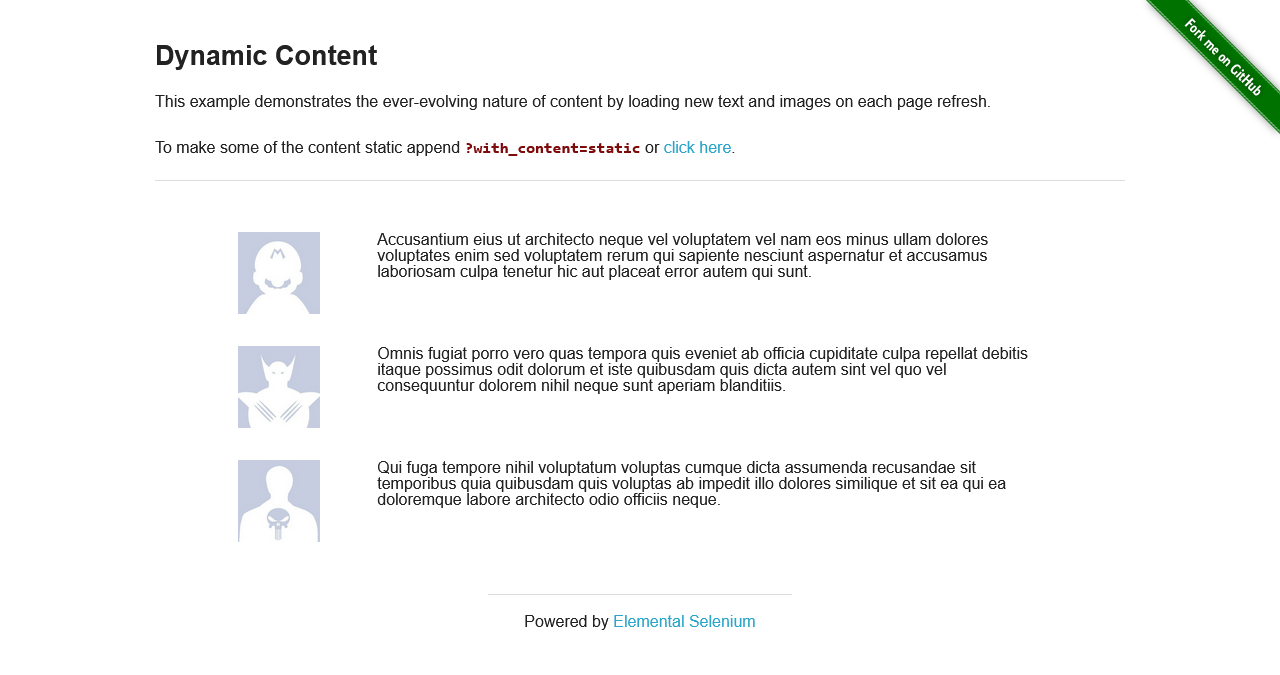 Fork me on GitHub
Dynamic Content
This example demonstrates the ever-evolving nature of content by loading new text and images on each page refresh.
To make some of the content static append ?with_content=static or click here.
Accusantium eius ut architecto neque vel voluptatem vel nam eos minus ullam dolores
voluptates enim sed voluptatem rerum qui sapiente nesciunt aspernatur et accusamus
laboriosam culpa tenetur hic aut placeat error autem qui sunt.
Omnis fugiat porro vero quas tempora quis eveniet ab officia cupiditate culpa repellat debitis
itaque possimus odit dolorum et iste quibusdam quis dicta autem sint vel quo vel
consequuntur dolorem nihil neque sunt aperiam blanditiis.
Qui fuga tempore nihil voluptatum voluptas cumque dicta assumenda recusandae sit
temporibus quia quibusdam quis voluptas ab impedit illo dolores similique et sit ea qui ea
doloremque labore architecto odio officiis neque.
Powered by Elemental Selenium